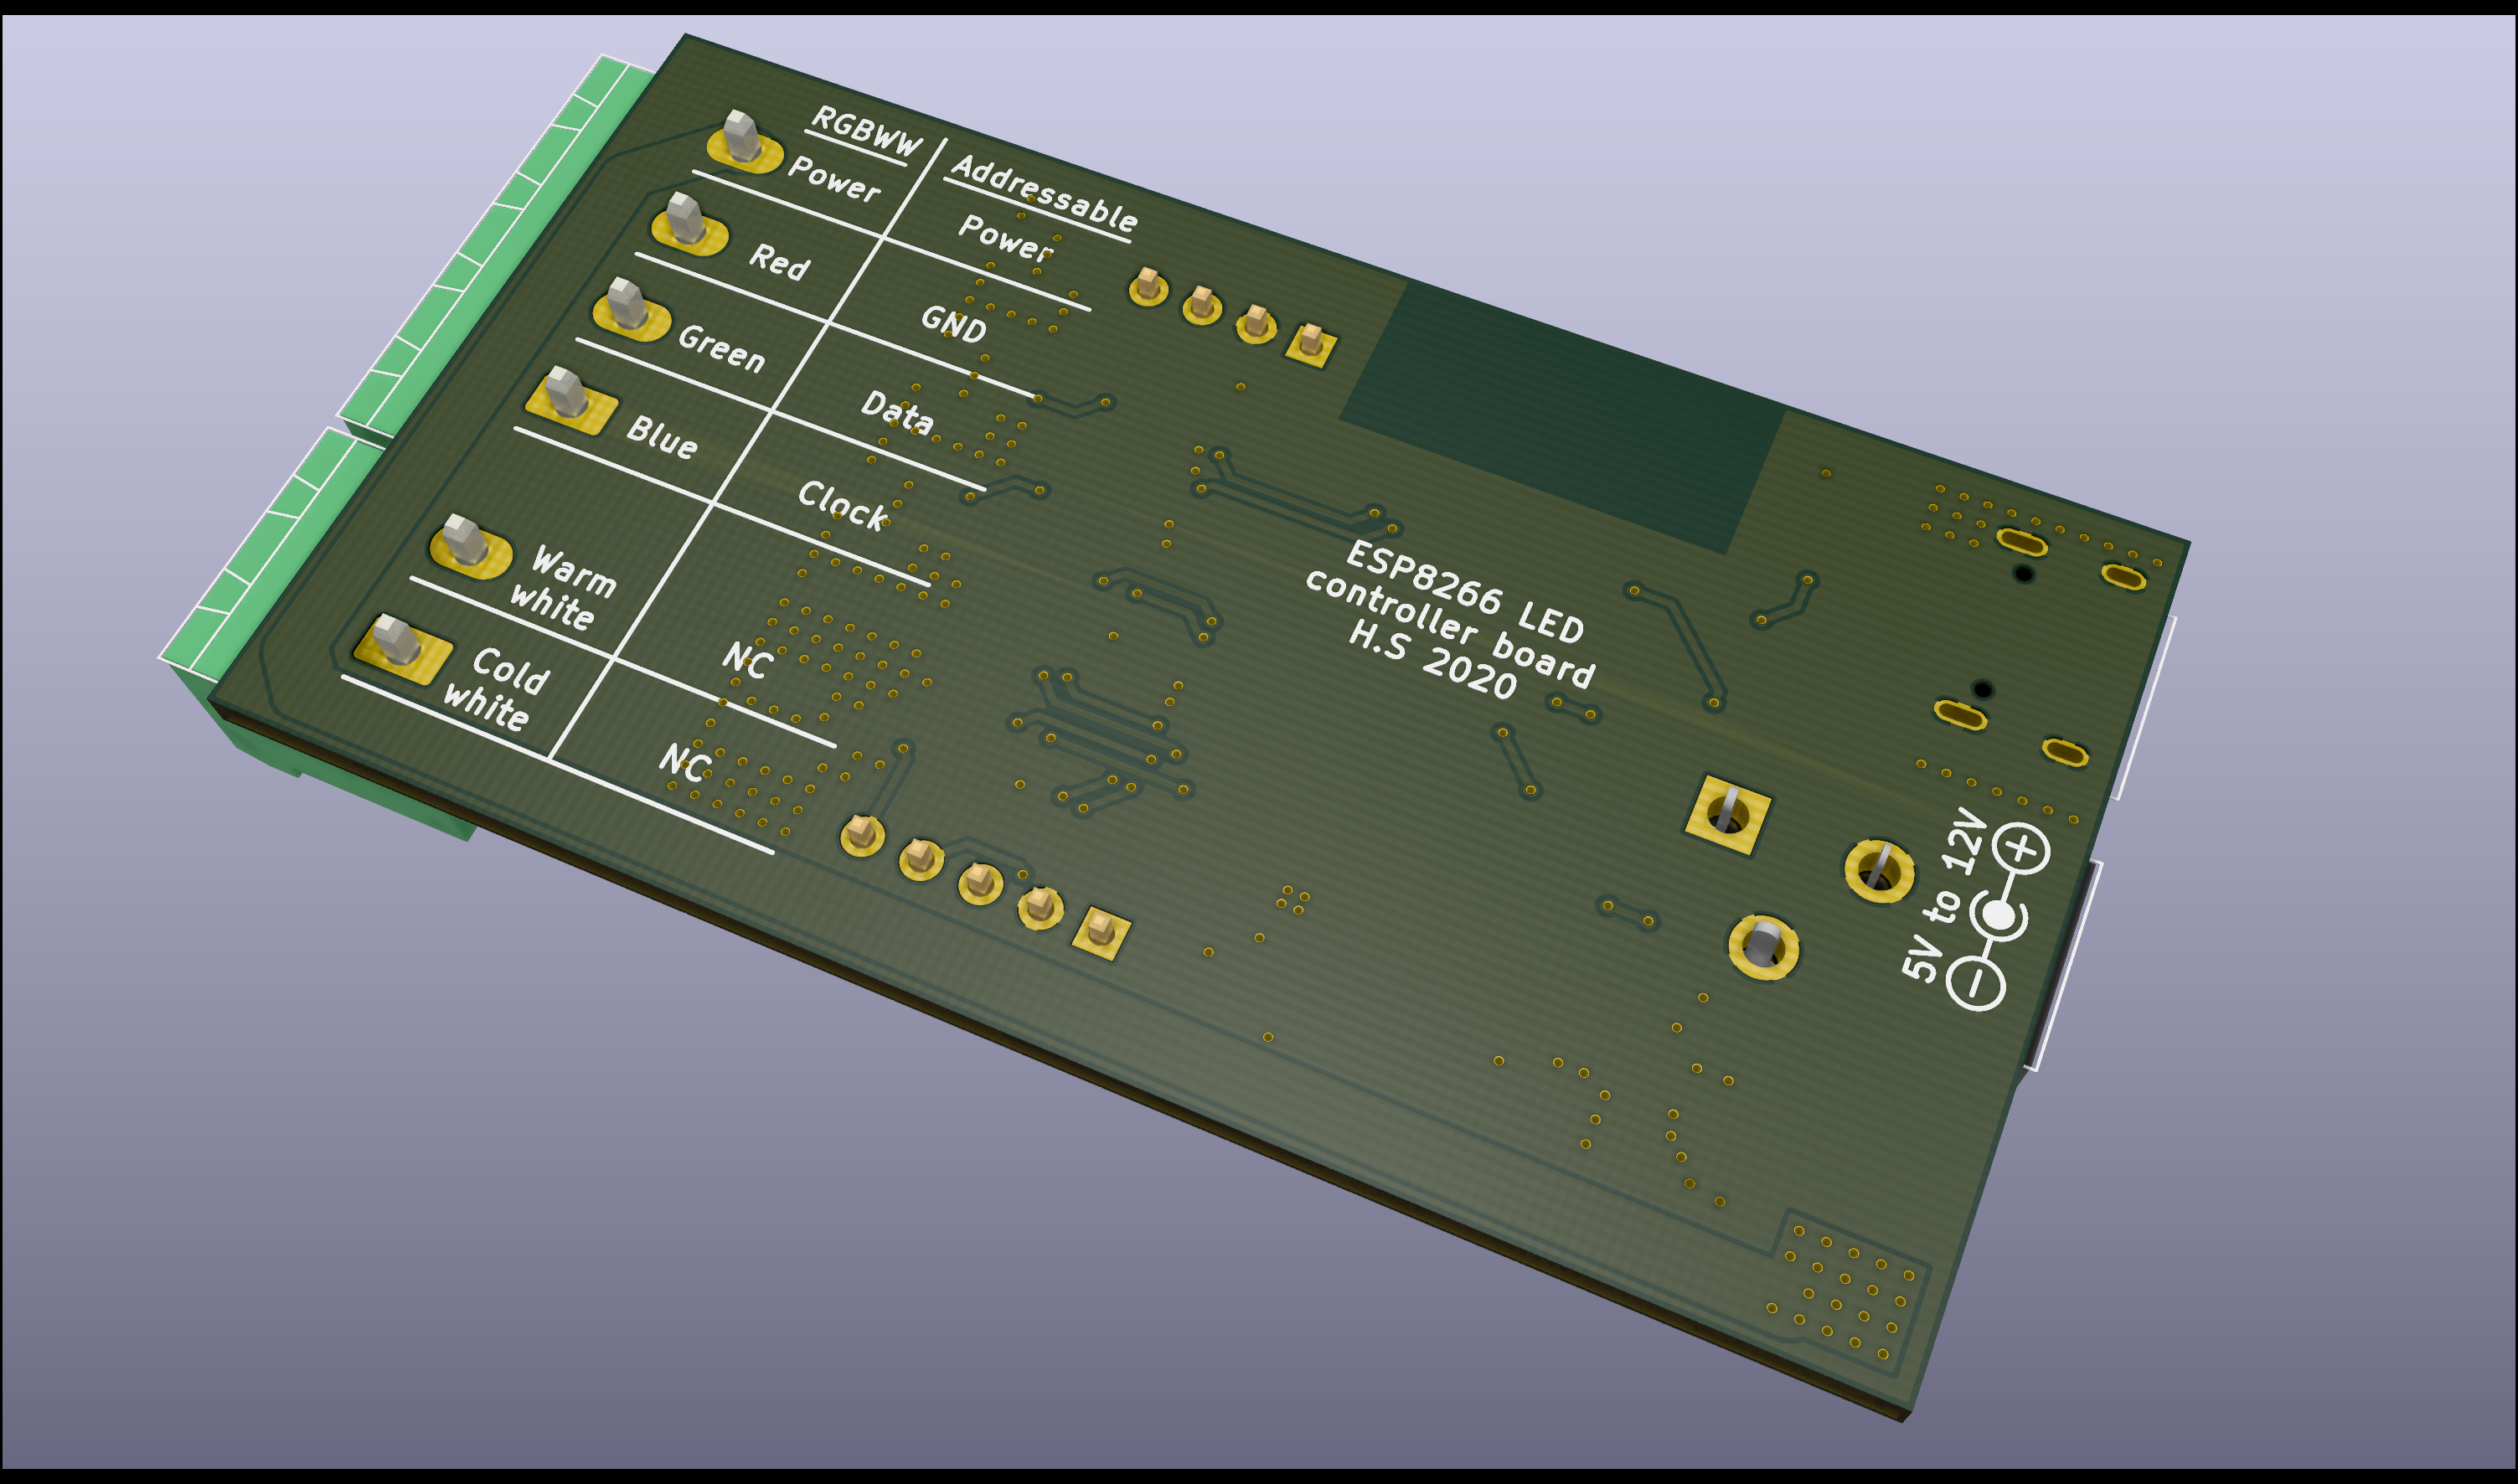 RGBWW
Addressable
Power
Power
Red
GND
Green
Data
Blue
Clock
Warm
white
NC
Cold
white
NC
ESP8266 LED
controller board
H.S 2020
5V to 12V